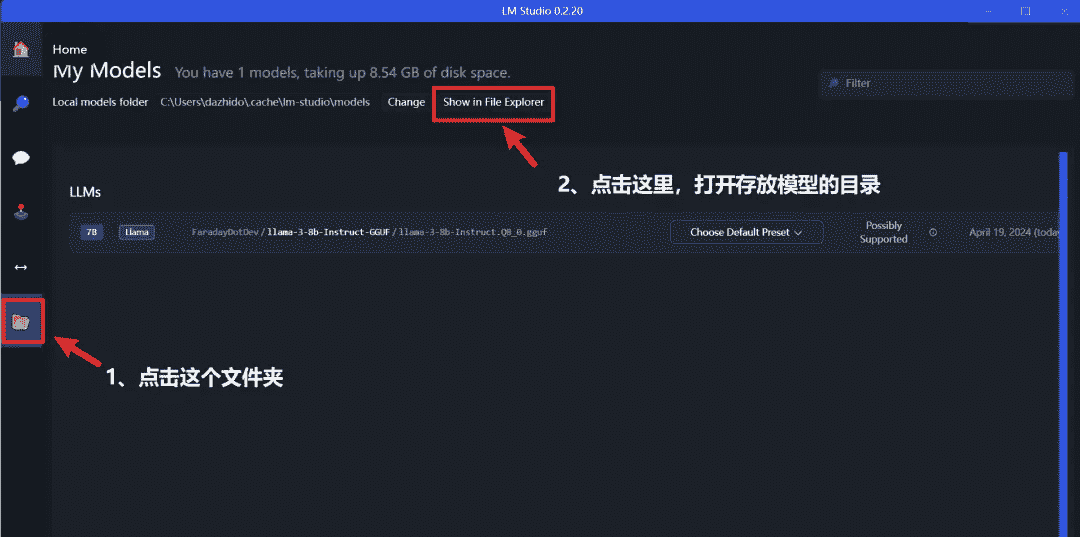 LM Studio 0.2.20
Home
My Models You have 1 models, taking up 8.54 GB of disk space.
Filter
Local models folder C:\Users\dazhido\.cache\lm-studio\models Change Show in File Explorer
2、点击这里，打开存放模型的目录
LLMs
7B Llama FaradayDotDev/llama-3-8b-Instruct-GGUF/llama-3-8b-Instruct.Q8_0.gguf Choose Default Preset Possibly Supported April 19, 2024 (today
1、点击这个文件夹